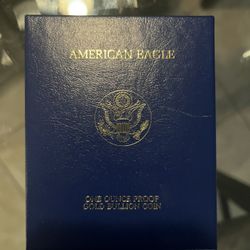 AMERICAN EAGLE
ONE OUNCE PROOF
GOLD BULLION COIN